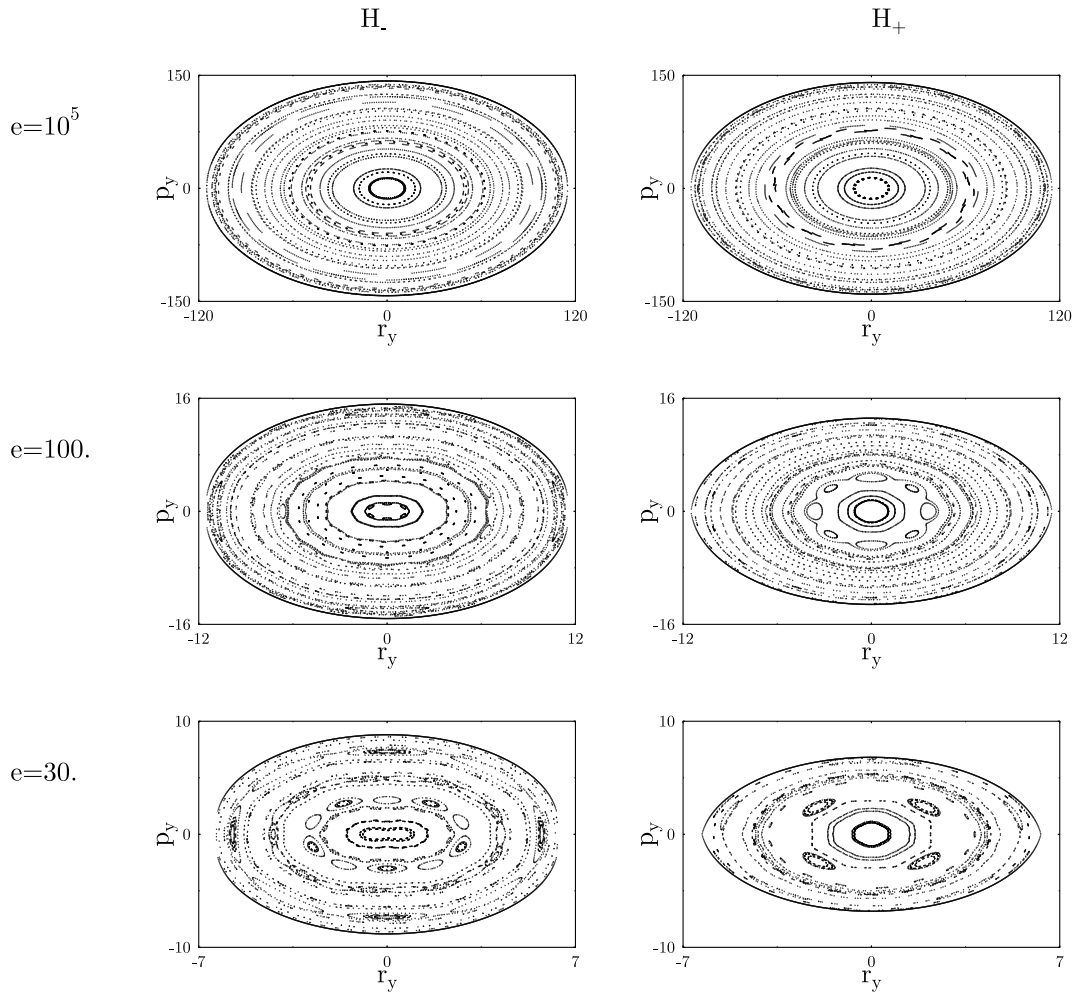 H_- H_+
e=10^5
150 150
p_y 0 p_y 0
-150 -150
-120 0 120 -120 0 120
r_y r_y
e=100.
16 16
p_y 0 p_y 0
-16 -16
-12 0 12 -12 0 12
r_y r_y
e=30.
10 10
p_y 0 p_y 0
-10 -10
-7 0 7 -7 0 7
r_y r_y